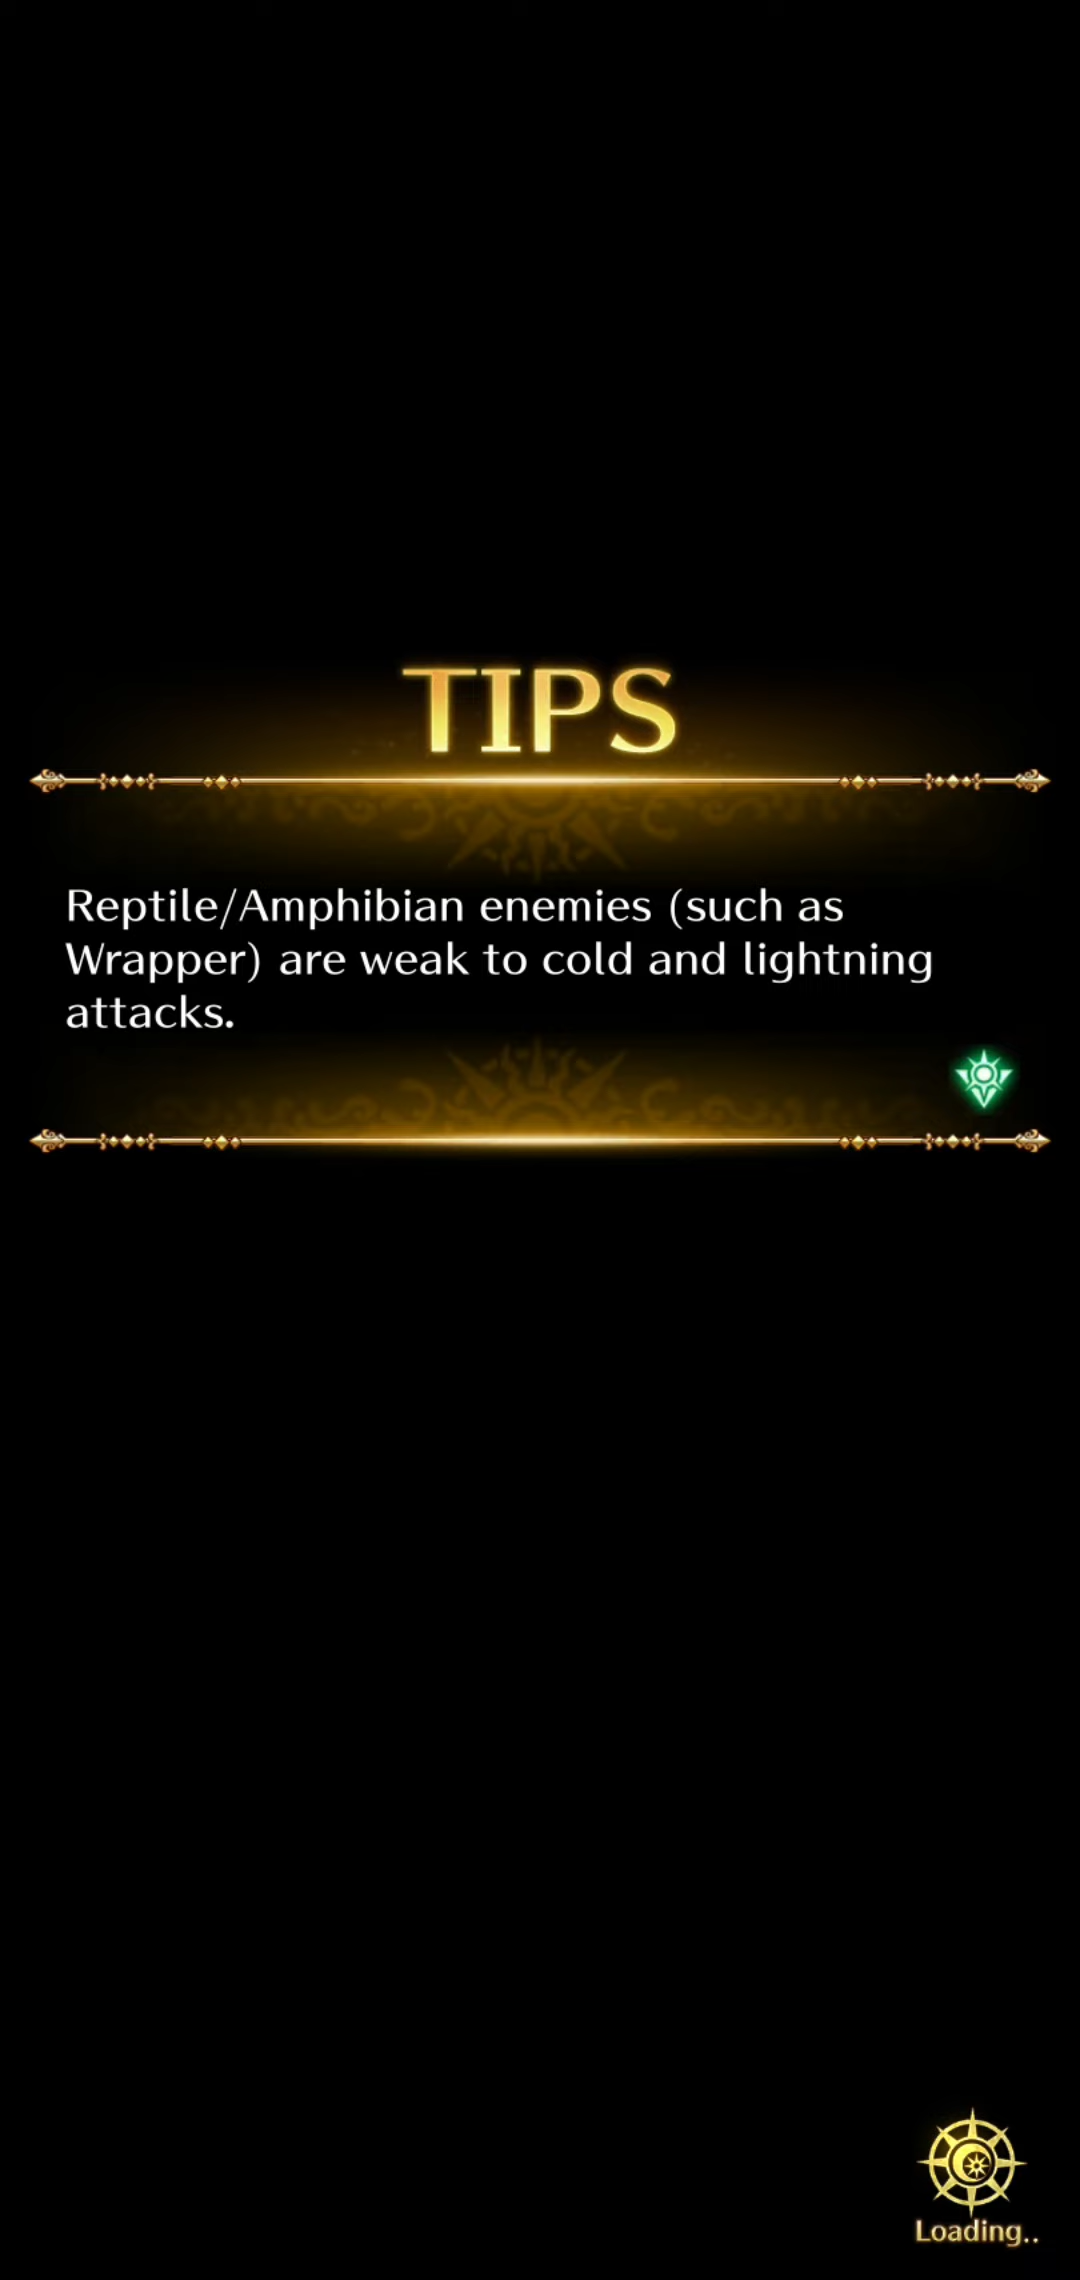 TIPS
Reptile/Amphibian enemies (such as
Wrapper) are weak to cold and lightning
attacks.
Loading..